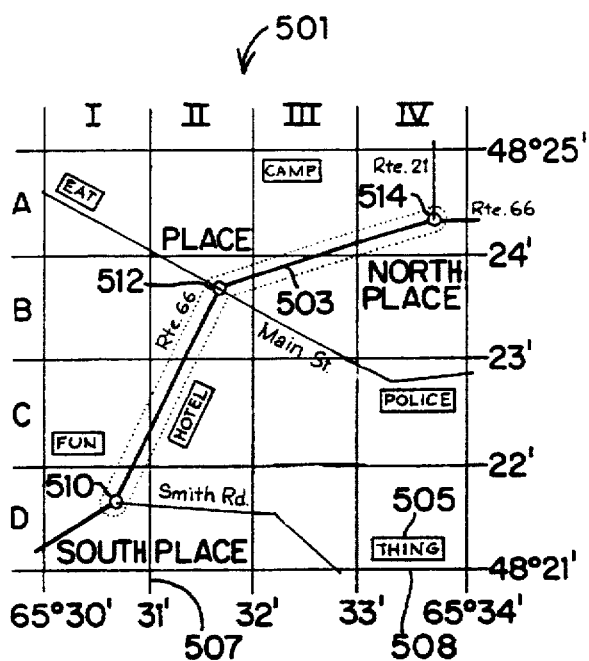 501
I II III IV
48°25'
Rte. 21
CAMP
EAT
A
514
Rte. 66
PLACE
24'
512
NORTH
PLACE
503
B
Rte. 66
Main St.
23'
C
HOTEL
POLICE
FUN
22'
510
Smith Rd.
505
D
THING
SOUTH PLACE
48°21'
65°30' 31' 32' 33' 65°34'
507 508